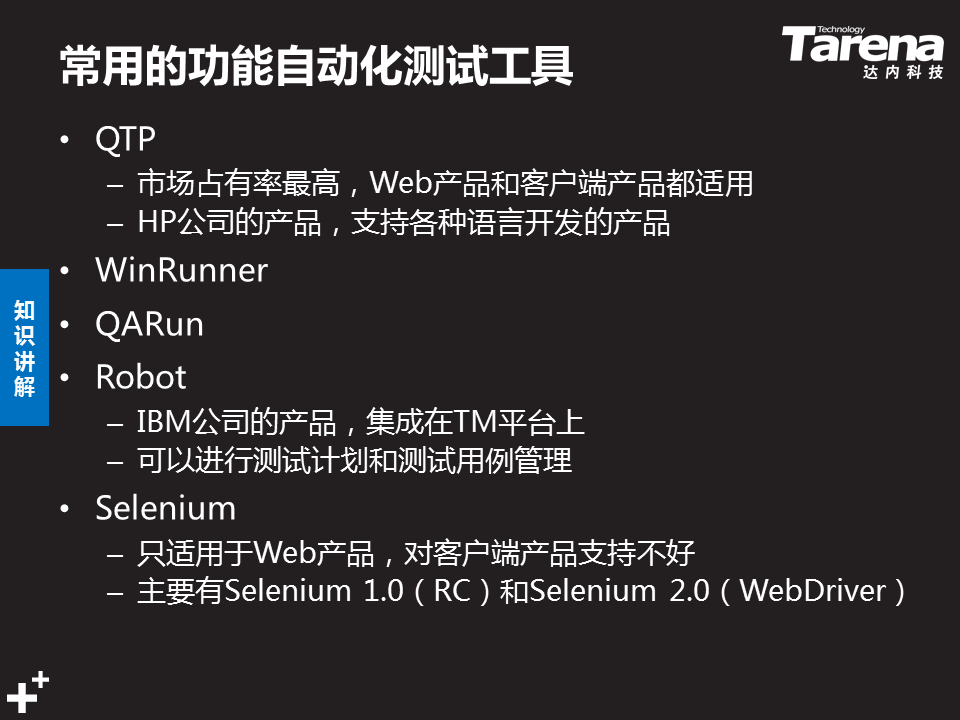 常用的功能自动化测试工具
Technology
Tarena
达内科技
• QTP
– 市场占有率最高，Web产品和客户端产品都适用
– HP公司的产品，支持各种语言开发的产品
• WinRunner
• QARun
• Robot
– IBM公司的产品，集成在TM平台上
– 可以进行测试计划和测试用例管理
• Selenium
– 只适用于Web产品，对客户端产品支持不好
– 主要有Selenium 1.0（RC）和Selenium 2.0（WebDriver）
知识讲解